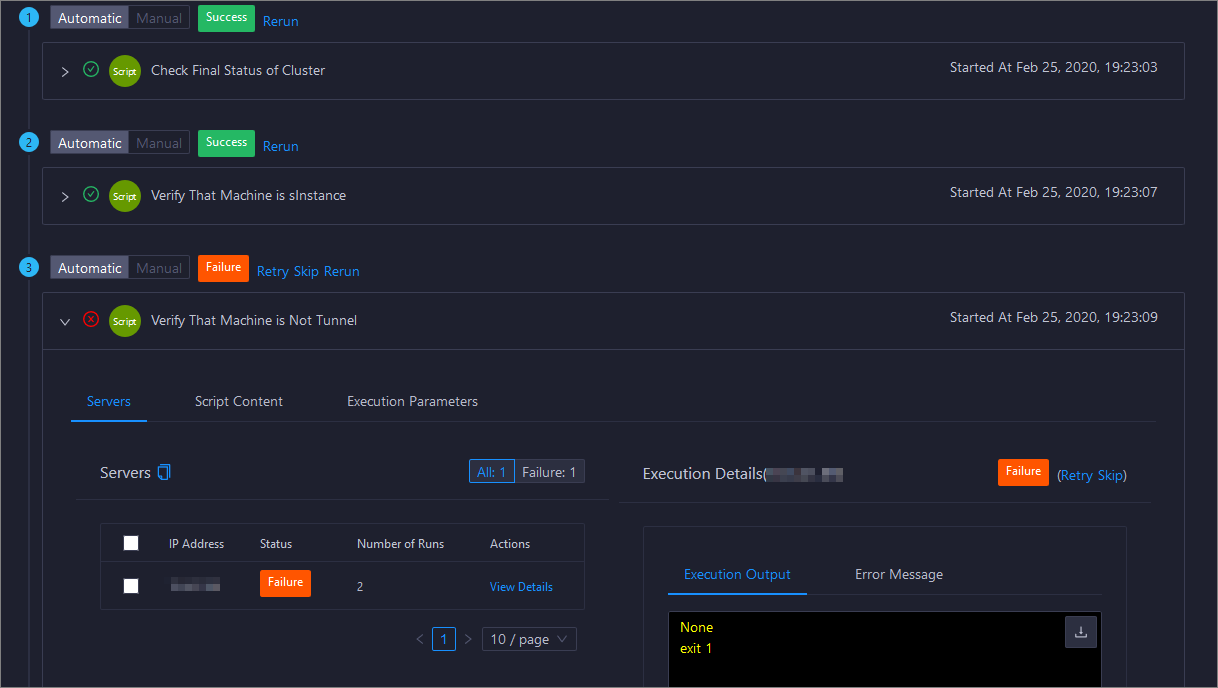 1 Automatic Manual Success Rerun
Script Check Final Status of Cluster Started At Feb 25, 2020, 19:23:03
2 Automatic Manual Success Rerun
Script Verify That Machine is sInstance Started At Feb 25, 2020, 19:23:07
3 Automatic Manual Failure Retry Skip Rerun
Script Verify That Machine is Not Tunnel Started At Feb 25, 2020, 19:23:09
Servers Script Content Execution Parameters
Servers All: 1 Failure: 1
Execution Details( Failure (Retry Skip)
IP Address Status Number of Runs Actions
Failure 2 View Details
< 1 > 10 / page
Execution Output Error Message
None
exit 1